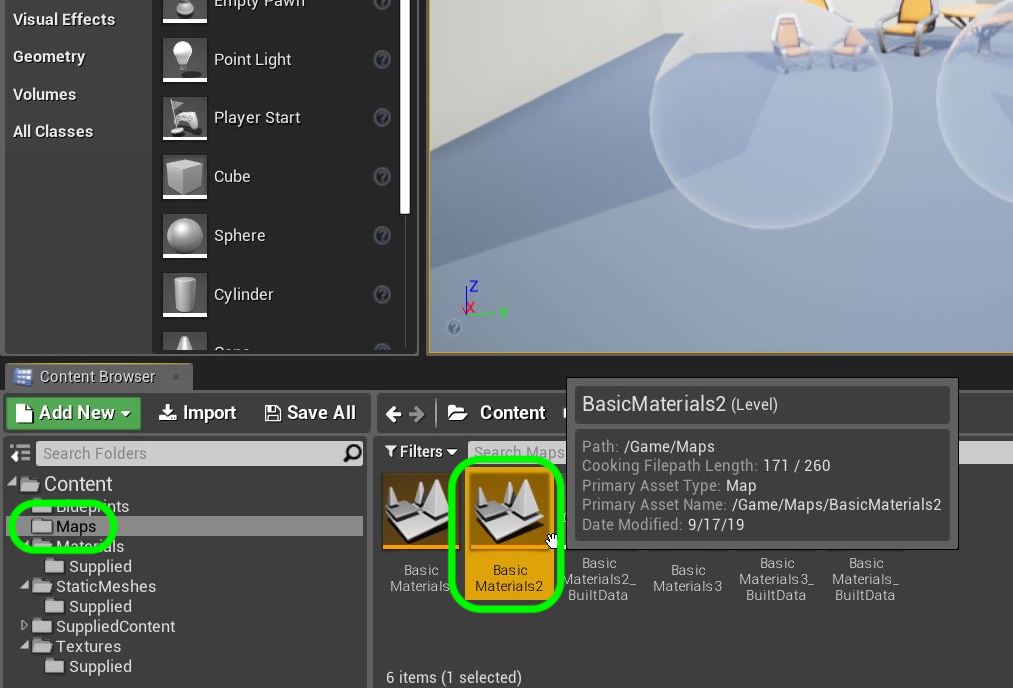 Visual Effects
Geometry
Volumes
All Classes
Empty Pawn
Point Light
Player Start
Cube
Sphere
Cylinder
Z
X
Y
Content Browser
Add New
Import
Save All
Content
Search Folders
Filters
Search Maps
Content
Blueprints
Maps
Materials
Supplied
StaticMeshes
Supplied
SuppliedContent
Textures
Supplied
BasicMaterials2 (Level)
Path: /Game/Maps
Cooking Filepath Length: 171 / 260
Primary Asset Type: Map
Primary Asset Name: /Game/Maps/BasicMaterials2
Date Modified: 9/17/19
Basic
Materials
Basic
Materials2
Basic
Materials2_
BuiltData
Basic
Materials3
Basic
Materials3_
BuiltData
Basic
Materials_
BuiltData
6 items (1 selected)